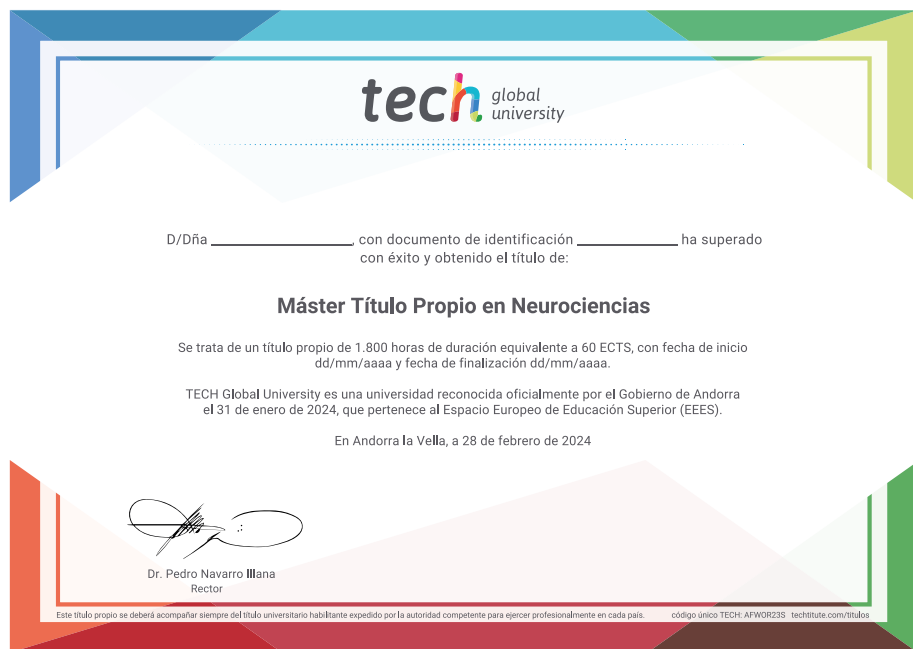 tech global university
D/Dña ____________________, con documento de identificación ______________ ha superado
con éxito y obtenido el título de:
Máster Título Propio en Neurociencias
Se trata de un título propio de 1.800 horas de duración equivalente a 60 ECTS, con fecha de inicio
dd/mm/aaaa y fecha de finalización dd/mm/aaaa.
TECH Global University es una universidad reconocida oficialmente por el Gobierno de Andorra
el 31 de enero de 2024, que pertenece al Espacio Europeo de Educación Superior (EEES).
En Andorra la Vella, a 28 de febrero de 2024
Dr. Pedro Navarro Illana
Rector
Este título propio se deberá acompañar siempre del título universitario habilitante expedido por la autoridad competente para ejercer profesionalmente en cada país. código único TECH: AFWOR23S techtitute.com/titulos